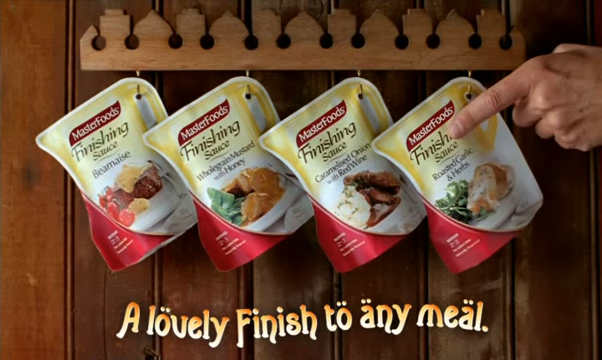 MasterFoods
Finishing
Sauce
Bearnaise
MasterFoods
Finishing
Sauce
Wholegrain Mustard
with Honey
MasterFoods
Finishing
Sauce
Caramelised Onion
with Red Wine
MasterFoods
Finishing
Sauce
Roasted Garlic
& Herbs
A lövely Finish tö äny meäl.